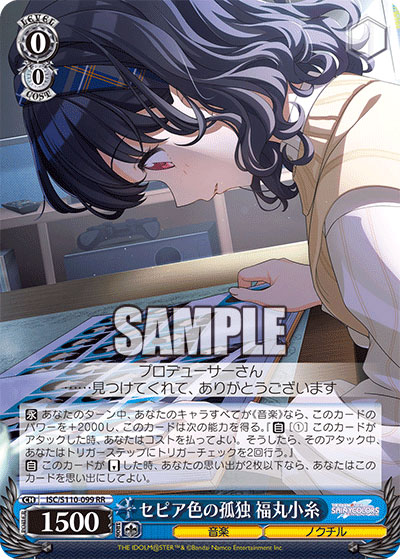 LEVEL
0
0
COST
SAMPLE
プロデューサーさん
……見つけてくれて、ありがとうございます
永 あなたのターン中、あなたのキャラすべてが《音楽》なら、このカードの
パワーを+2000し、このカードは次の能力を得る。『自 [(1)] このカードが
アタックした時、あなたはコストを払ってよい。そうしたら、そのアタック中、
あなたはトリガーステップにトリガーチェックを2回行う。』
自 このカードが した時、あなたの思い出が2枚以下なら、あなたはこの
カードを思い出にしてよい。
CH ISC/S110-099 RR
1500
セピア色の孤独 福丸小糸
THE IDOLM@STER SHINYCOLORS
音楽
ノクチル
THE IDOLM@STER™ & ©Bandai Namco Entertainment Inc.